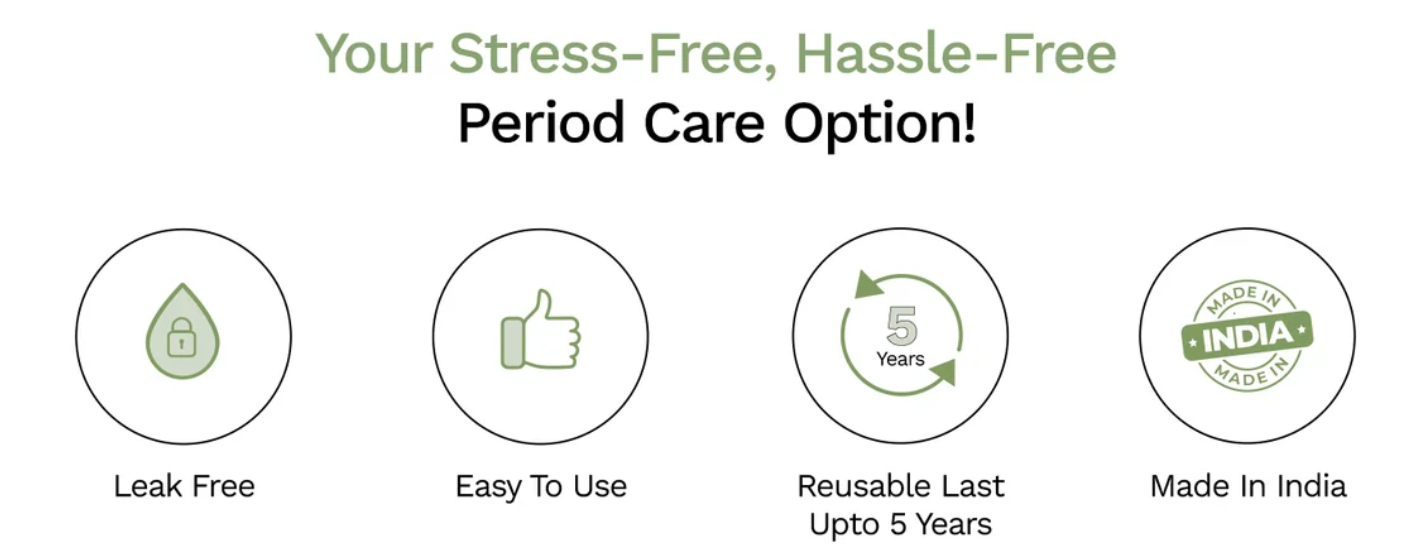 Your Stress-Free, Hassle-Free
Period Care Option!
5
Years
MADE IN
INDIA
MADE IN
Leak Free
Easy To Use
Reusable Last
Upto 5 Years
Made In India